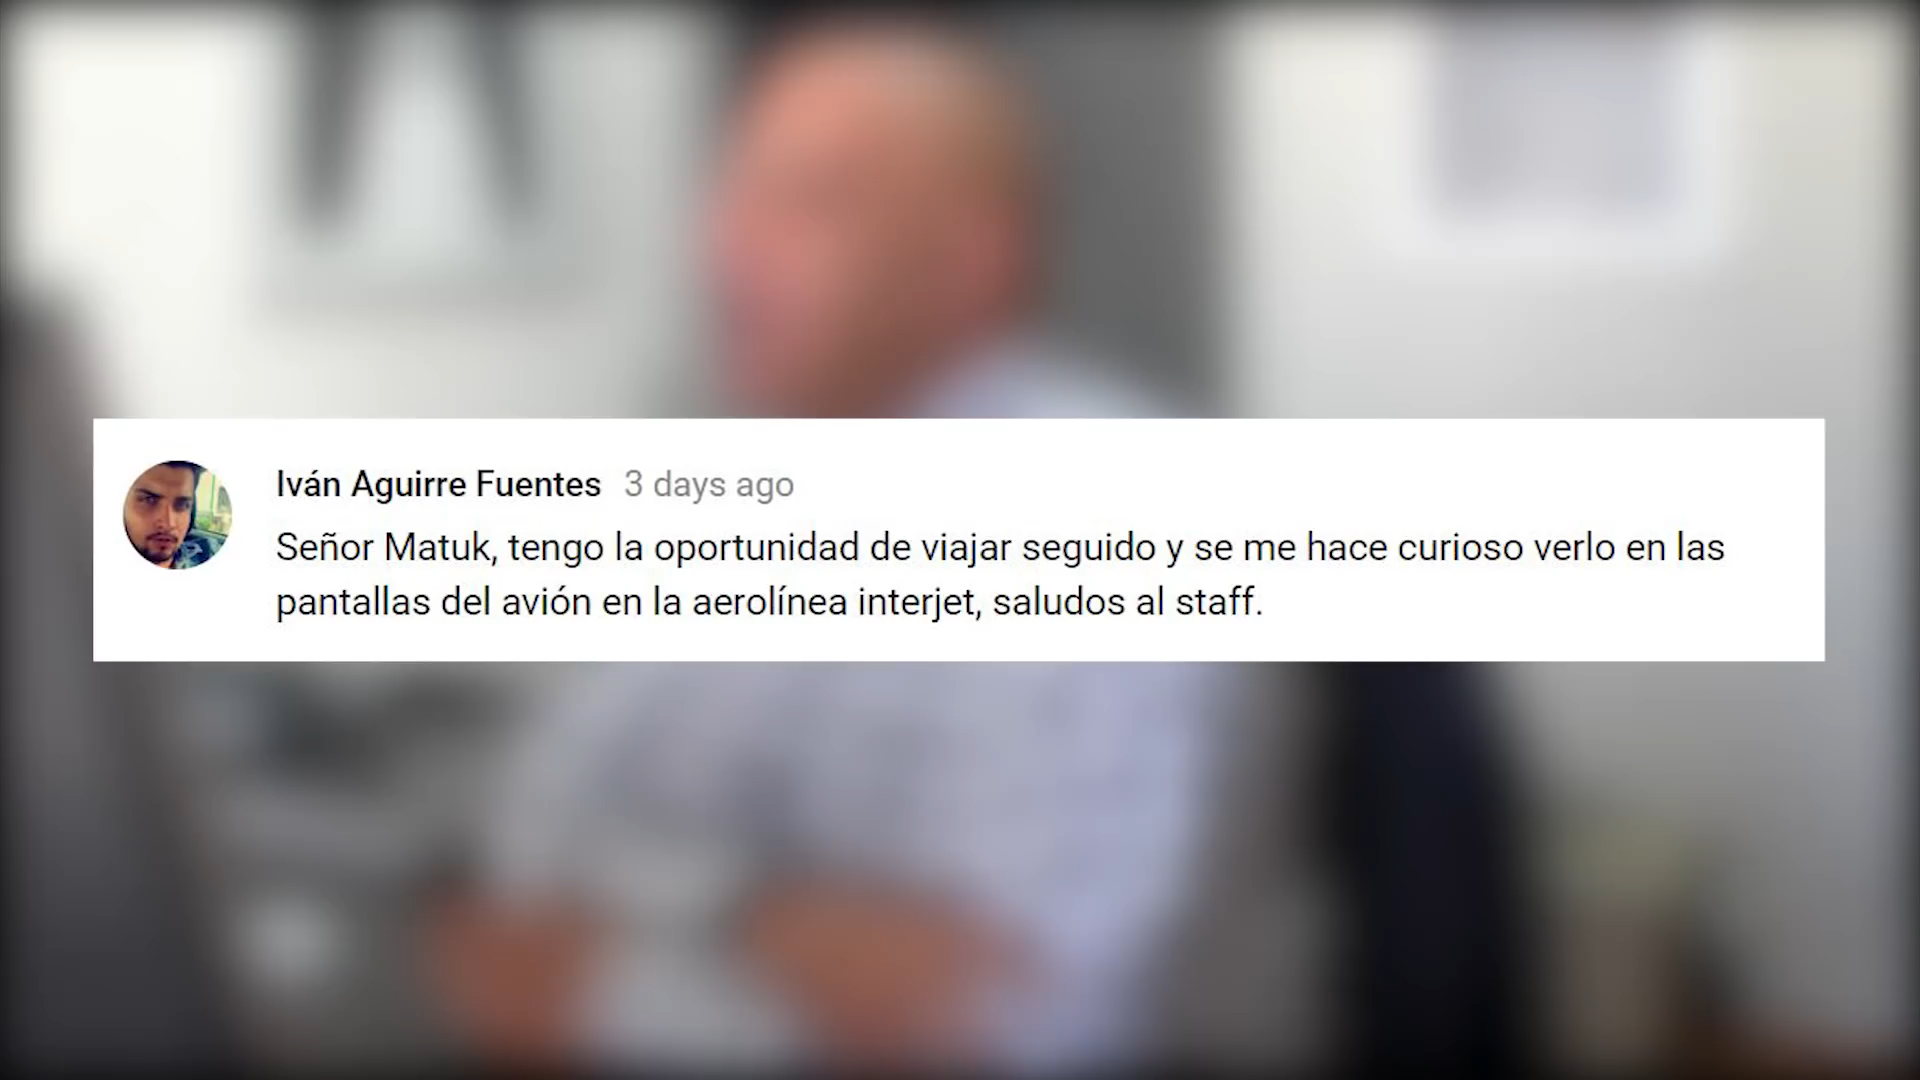 Iván Aguirre Fuentes 3 days ago
Señor Matuk, tengo la oportunidad de viajar seguido y se me hace curioso verlo en las
pantallas del avión en la aerolínea interjet, saludos al staff.